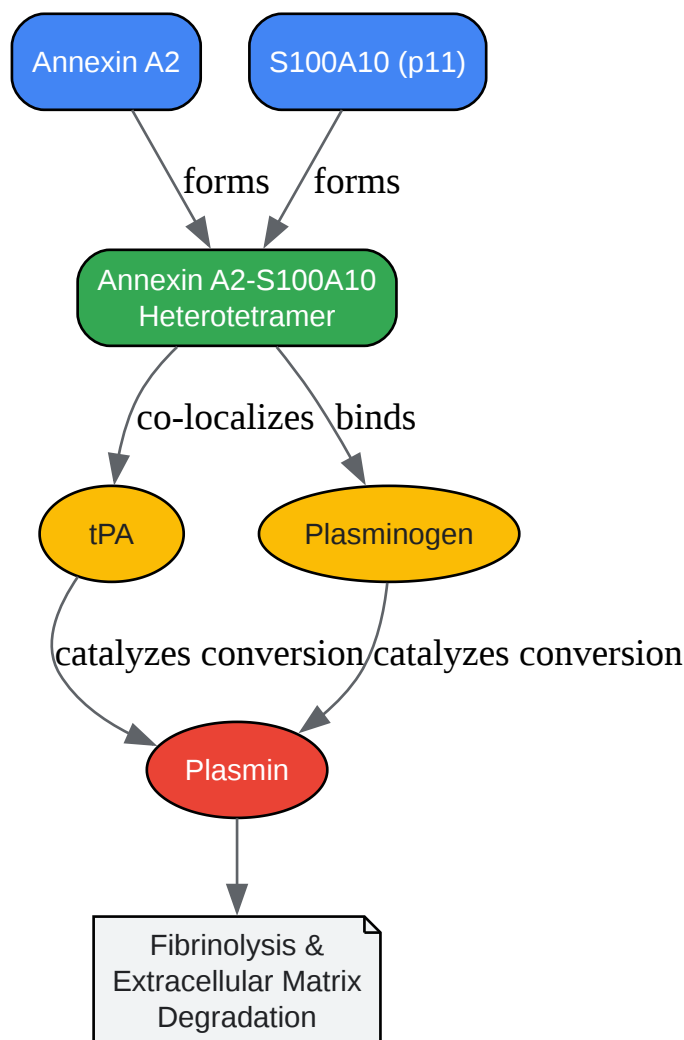 Annexin A2
S100A10 (p11)
forms
forms
Annexin A2-S100A10
Heterotetramer
co-localizes
binds
tPA
Plasminogen
catalyzes conversion
catalyzes conversion
Plasmin
Fibrinolysis &
Extracellular Matrix
Degradation